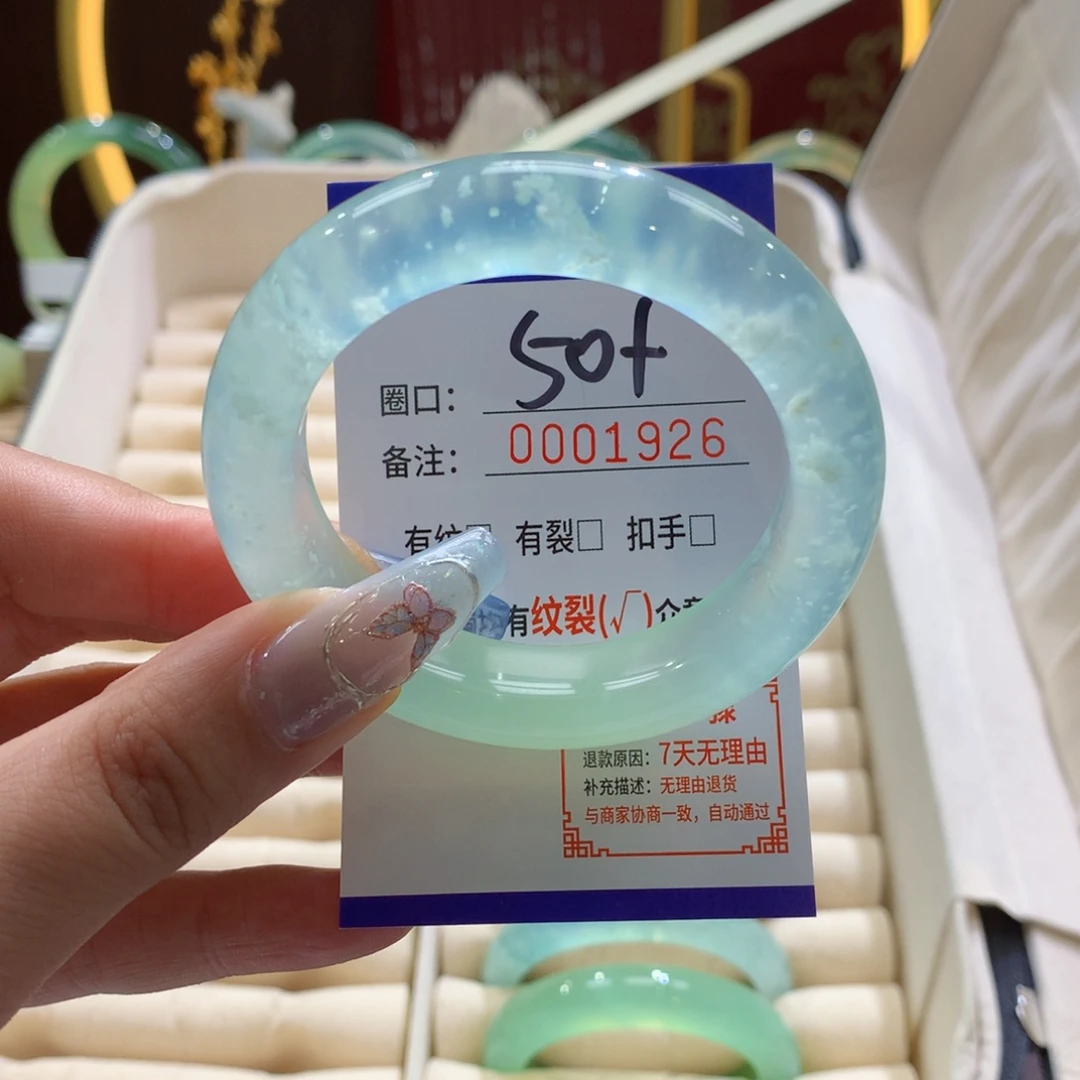 圈口： 50+
备注： 0001926
有纹□ 有裂□ 扣手□
有纹裂(√)介意
退款原因：7天无理由
补充描述：无理由退货
与商家协商一致，自动通过